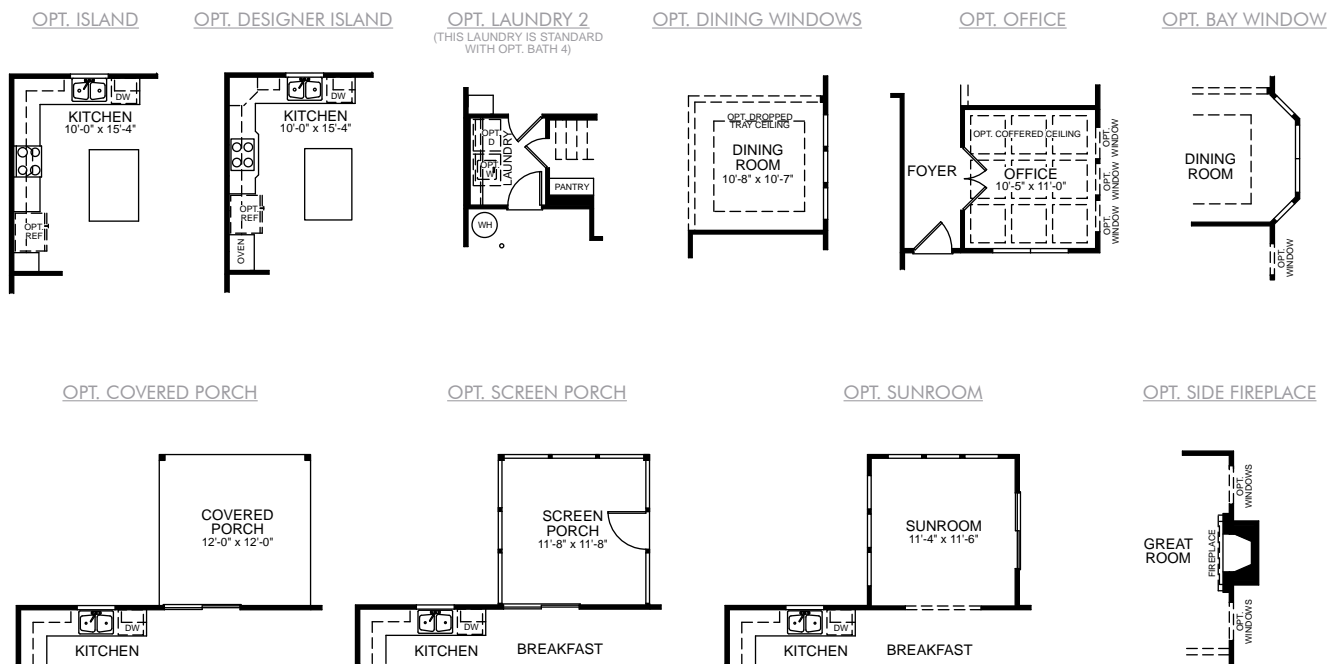 OPT. ISLAND
DW
KITCHEN
10'-0" x 15'-4"
OPT.
REF
OPT. DESIGNER ISLAND
DW
KITCHEN
10'-0" x 15'-4"
OPT.
REF
OVEN
OPT. LAUNDRY 2
(THIS LAUNDRY IS STANDARD
WITH OPT. BATH 4)
OPT.
D
OPT.
W
LAUNDRY
PANTRY
WH
OPT. DINING WINDOWS
OPT. DROPPED
TRAY CEILING
DINING
ROOM
10'-8" x 10'-7"
OPT. OFFICE
OPT. COFFERED CEILING
FOYER
OFFICE
10'-5" x 11'-0"
OPT.
WINDOW
OPT.
WINDOW
OPT.
WINDOW
OPT. BAY WINDOW
DINING
ROOM
OPT.
WINDOW
OPT. COVERED PORCH
COVERED
PORCH
12'-0" x 12'-0"
DW
KITCHEN
OPT. SCREEN PORCH
SCREEN
PORCH
11'-8" x 11'-8"
DW
KITCHEN
BREAKFAST
OPT. SUNROOM
SUNROOM
11'-4" x 11'-6"
DW
KITCHEN
BREAKFAST
OPT. SIDE FIREPLACE
OPT.
WINDOWS
GREAT
ROOM
FIREPLACE
OPT.
WINDOWS